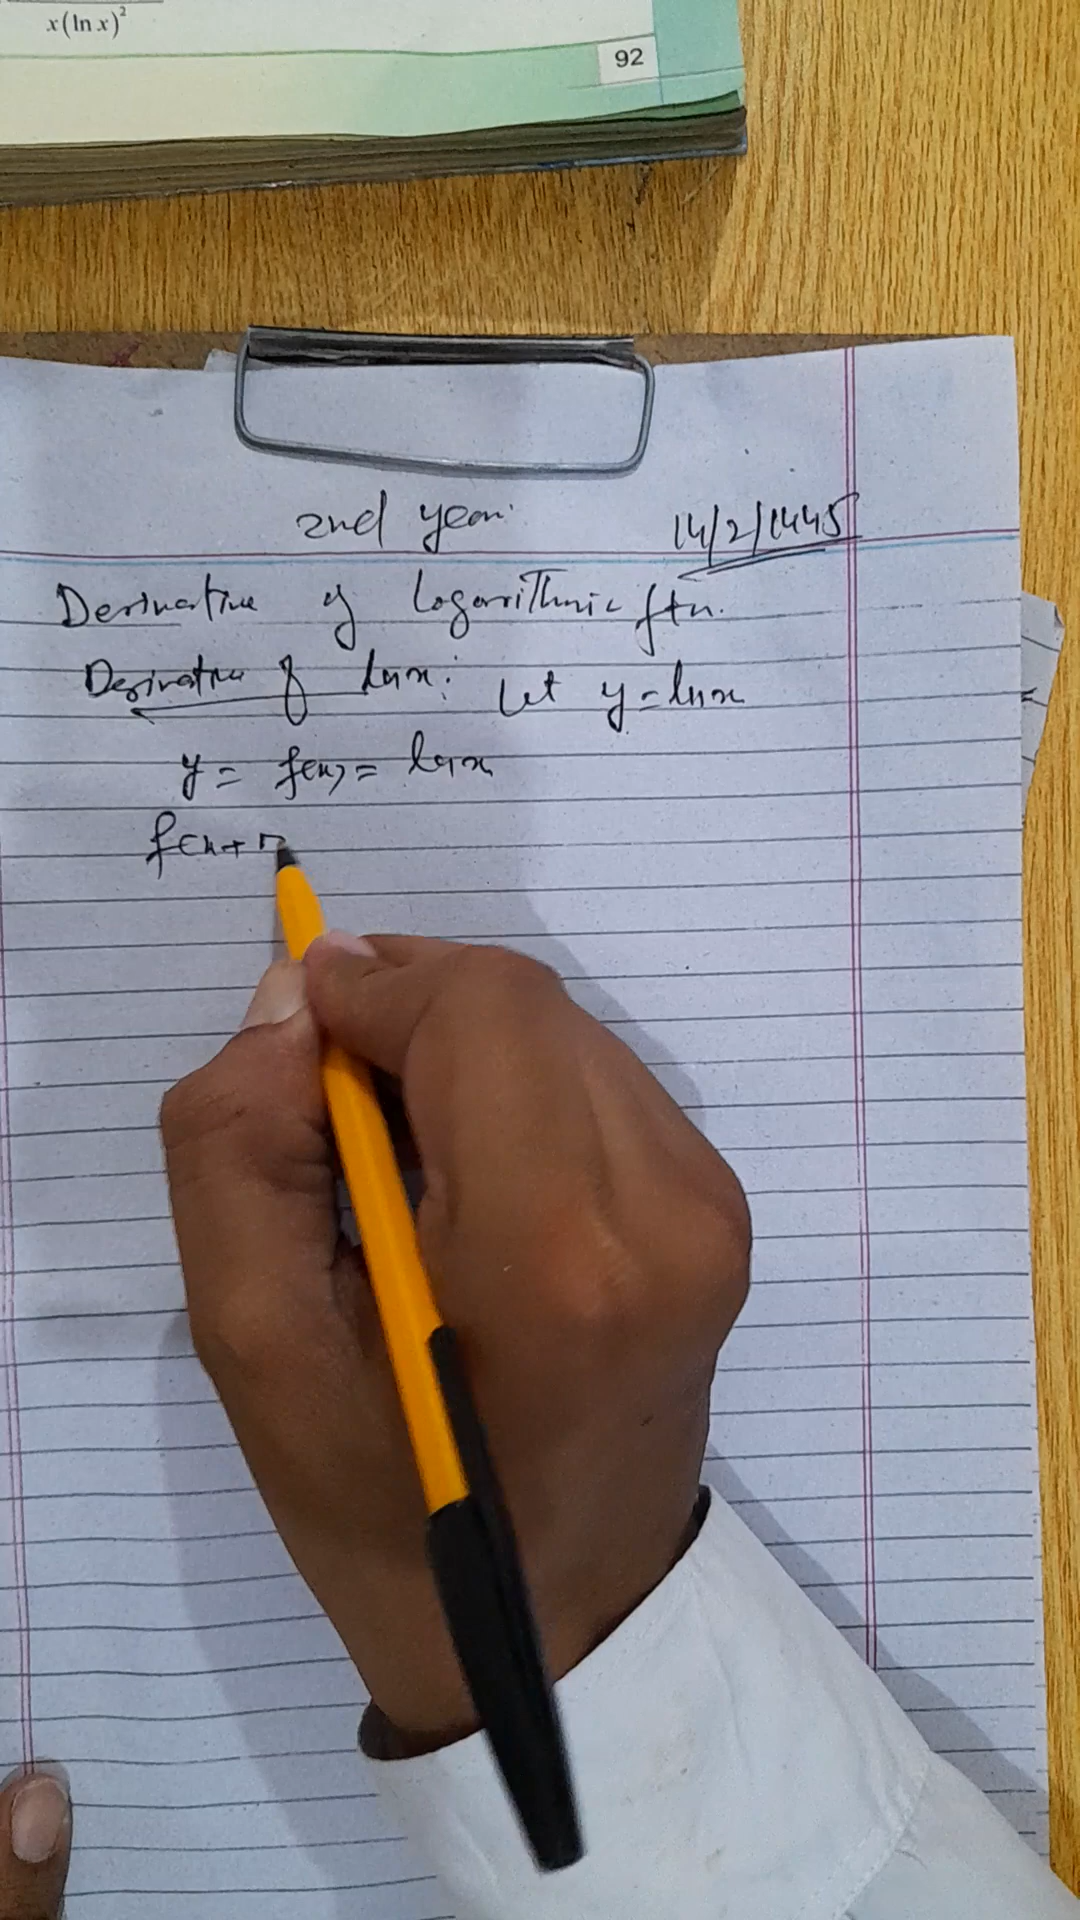 x(ln x)²
92
2nd year.
14/2/1445
Derivative of Logarithmic ftn.
Derivative of lnx: Let y=lnx
y = f(x) = lnx
f(x+